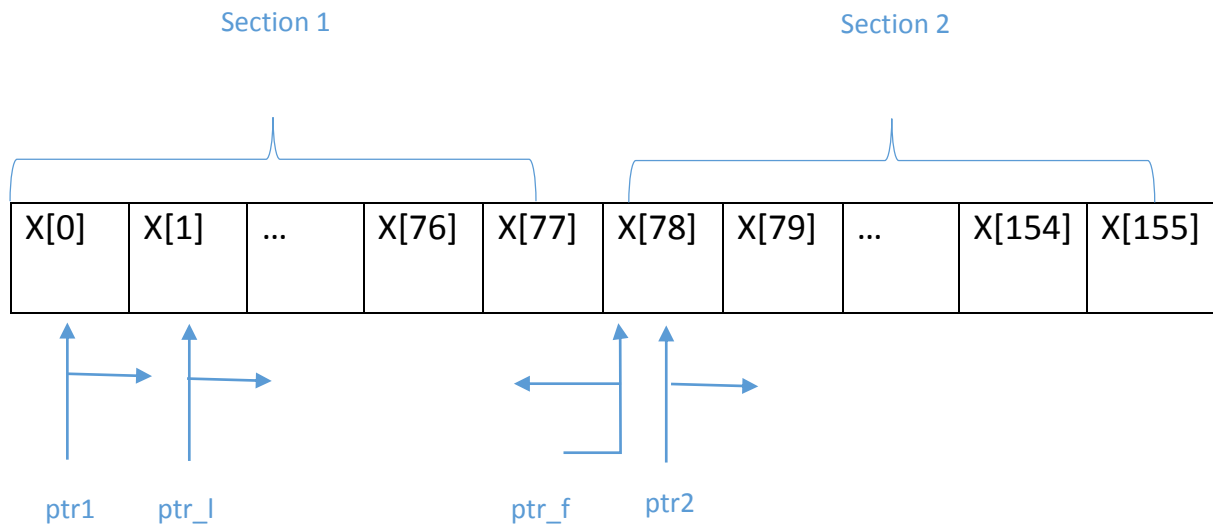 Section 1
Section 2
X[0] X[1] ... X[76] X[77] X[78] X[79] ... X[154] X[155]
ptr1 ptr_l ptr_f ptr2